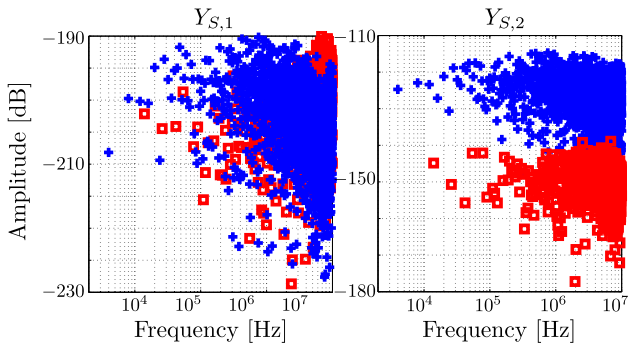 Y_{S,1}
Y_{S,2}
Amplitude [dB]
−190
−210
−230
10^4
10^5
10^6
10^7
Frequency [Hz]
−110
−150
−180
10^4
10^5
10^6
10^7
Frequency [Hz]